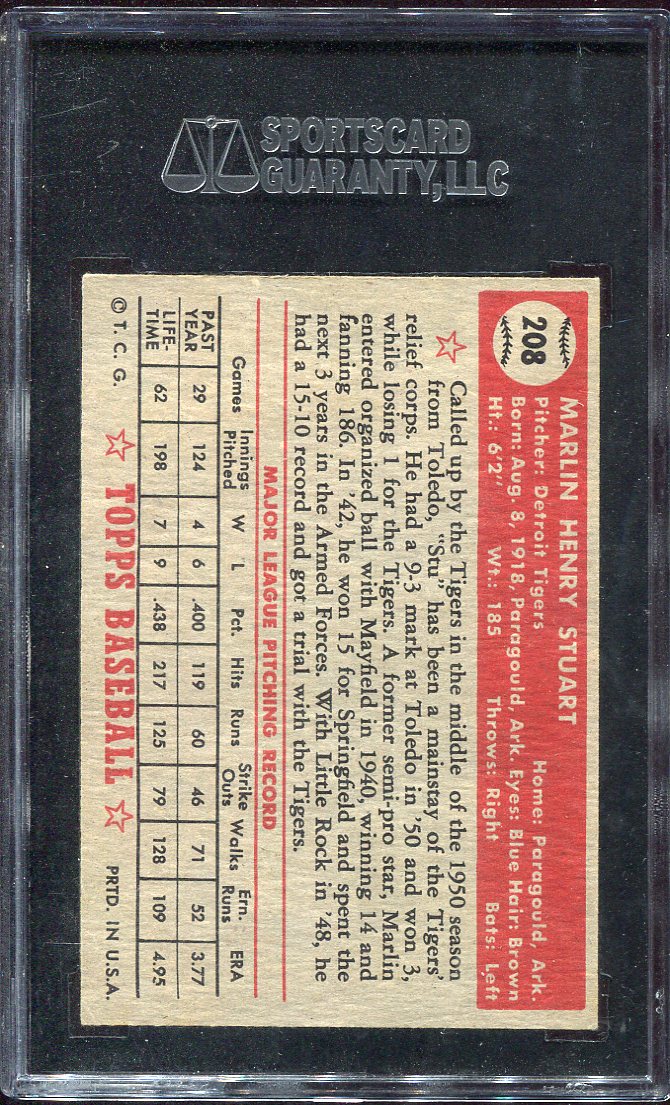 SPORTSCARD
GUARANTY, LLC
208
MARLIN HENRY STUART
Pitcher: Detroit Tigers Home: Paragould, Ark.
Born: Aug. 8, 1918, Paragould, Ark. Eyes: Blue Hair: Brown
Ht.: 6'2" Wt.: 185 Throws: Right Bats: Left
Called up by the Tigers in the middle of the 1950 season
from Toledo, "Stu" has been a mainstay of the Tigers'
relief corps. He had a 9-3 mark at Toledo in '50 and won 3,
while losing 1 for the Tigers. A former semi-pro star, Marlin
entered organized ball with Mayfield in 1940, winning 14 and
fanning 186. In '42, he won 15 for Springfield and spent the
next 3 years in the Armed Forces. With Little Rock in '48, he
had a 15-10 record and got a trial with the Tigers.
MAJOR LEAGUE PITCHING RECORD
Games Innings Pitched W L Pct. Hits Runs Strike Outs Walks Ern. Runs ERA
PAST YEAR 29 124 4 6 .400 119 60 46 71 52 3.77
LIFE-TIME 62 198 7 9 .438 217 125 79 128 109 4.95
© T. C. G. TOPPS BASEBALL PRTD. IN U.S.A.